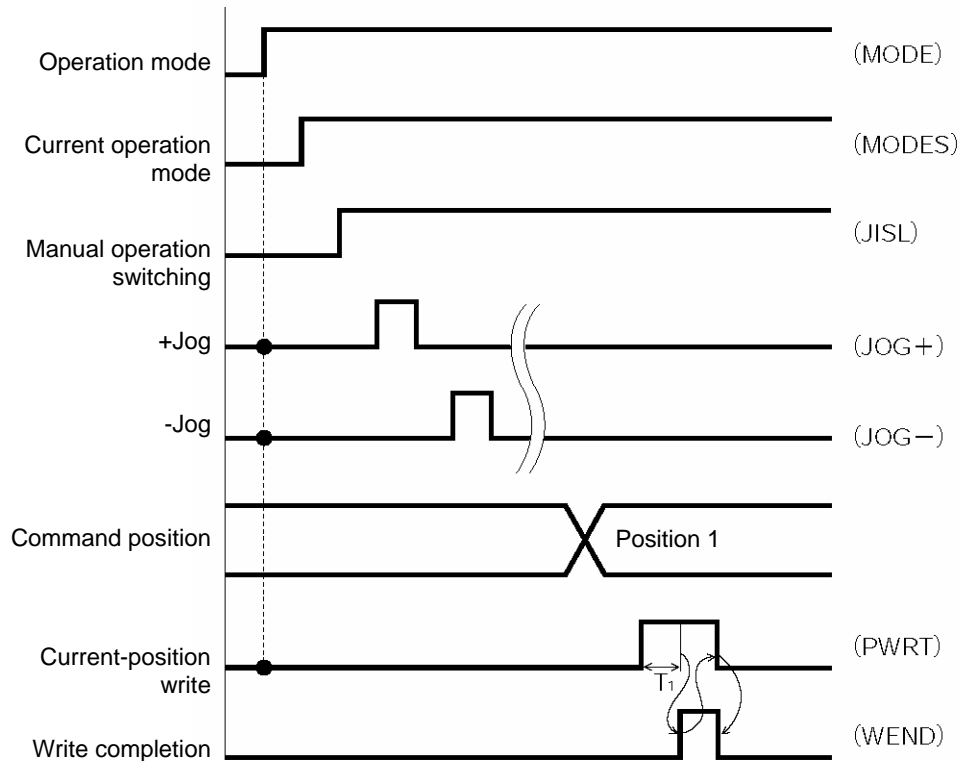 Operation mode
(MODE)
Current operation
mode
(MODES)
Manual operation
switching
(JISL)
+Jog
(JOG+)
-Jog
(JOG−)
Command position
Position 1
Current-position
write
T1
(PWRT)
Write completion
(WEND)